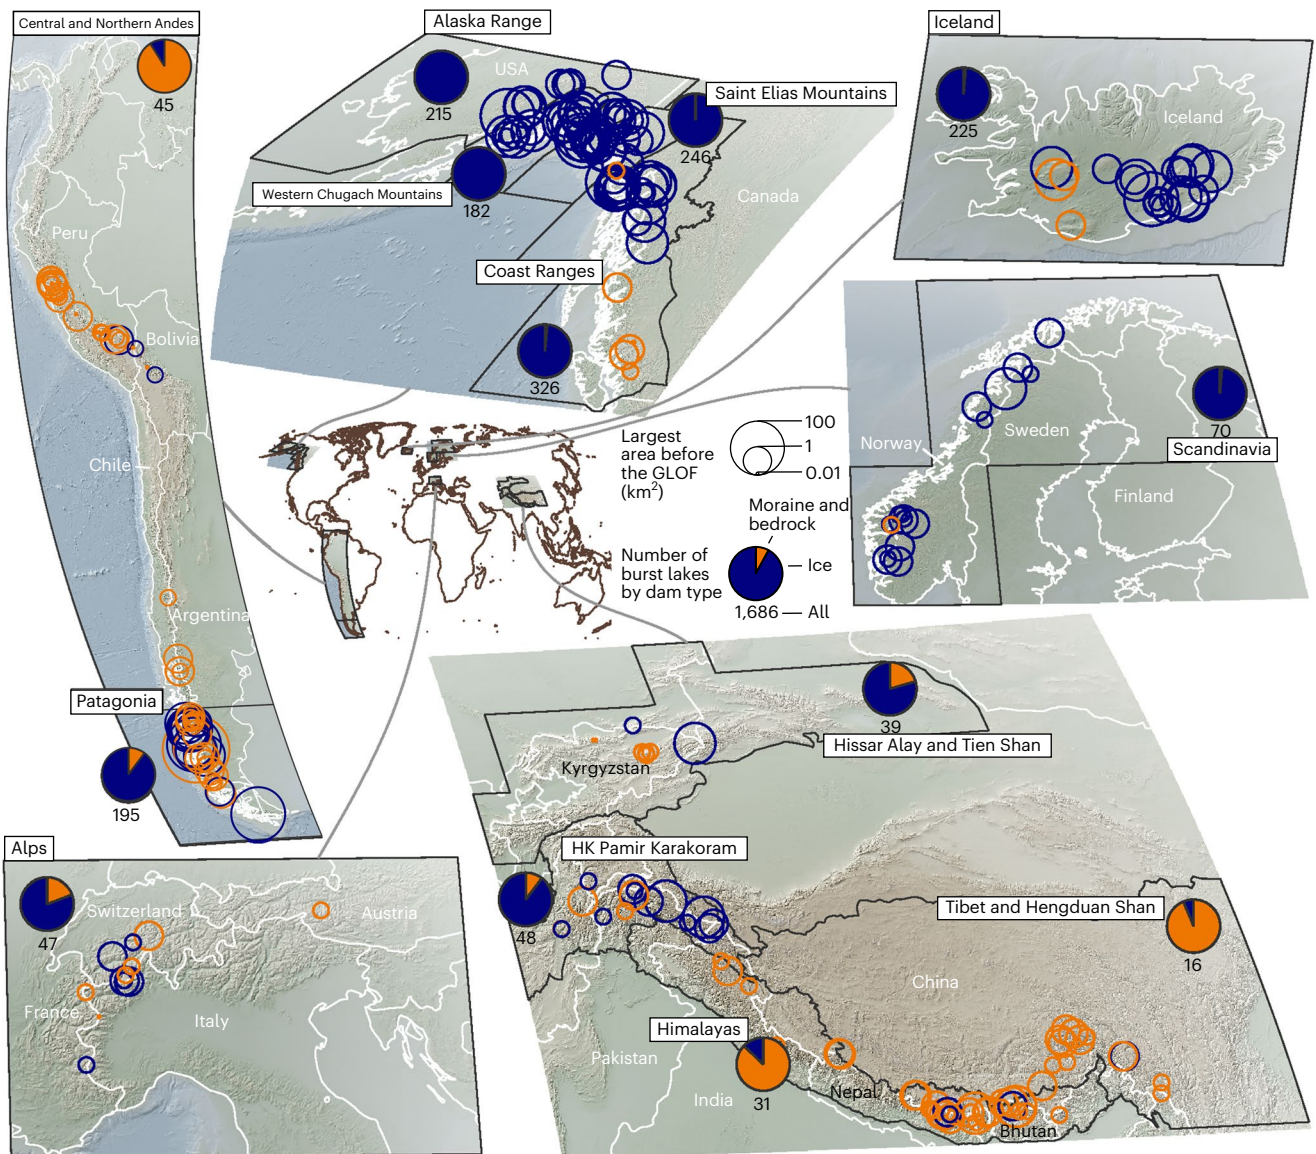 Central and Northern Andes
45
Peru
Bolivia
Chile
Argentina
Patagonia
195
Alaska Range
USA
215
Saint Elias Mountains
246
Western Chugach Mountains
182
Canada
Coast Ranges
326
Iceland
225
Iceland
Norway
Sweden
Finland
70
Scandinavia
Largest
area before
the GLOF
(km²)
100
1
0.01
Moraine and
bedrock
Number of
burst lakes
by dam type
Ice
1,686
All
Alps
47
Switzerland
Austria
France
Italy
39
Hissar Alay and Tien Shan
Kyrgyzstan
HK Pamir Karakoram
48
Tibet and Hengduan Shan
16
China
Himalayas
31
Pakistan
India
Nepal
Bhutan